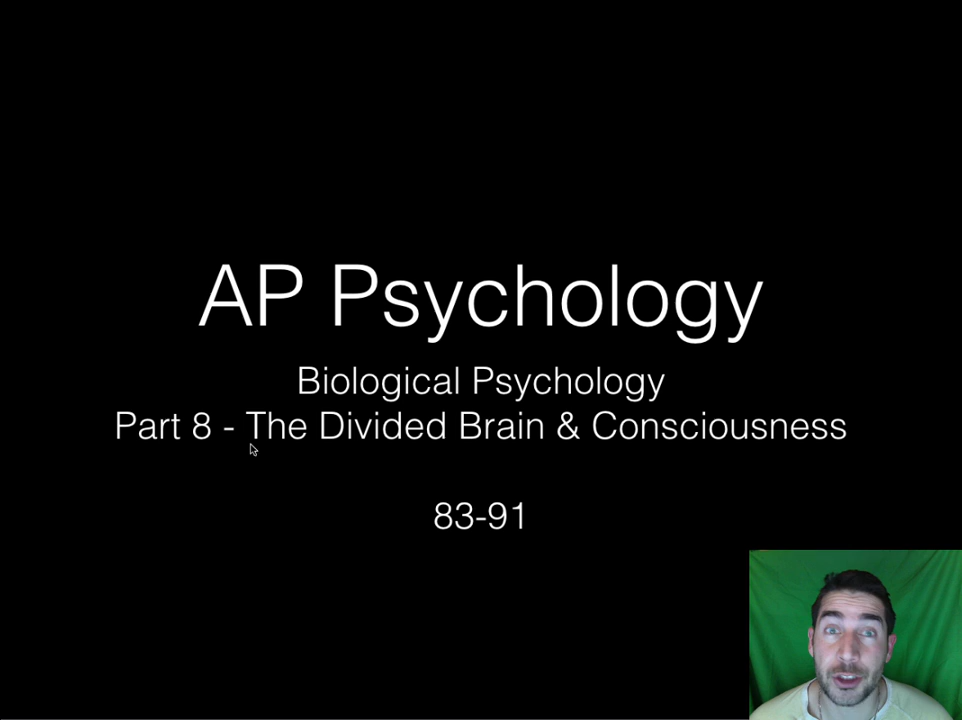 AP Psychology
Biological Psychology
Part 8 - The Divided Brain & Consciousness
83-91